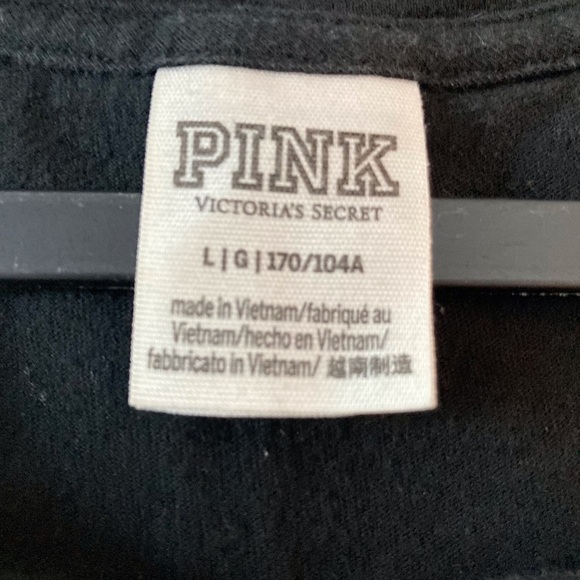 PINK
VICTORIA'S SECRET
L|G|170/104A
made in Vietnam/fabriqué au
Vietnam/hecho en Vietnam/
fabbricato in Vietnam/ 越南制造